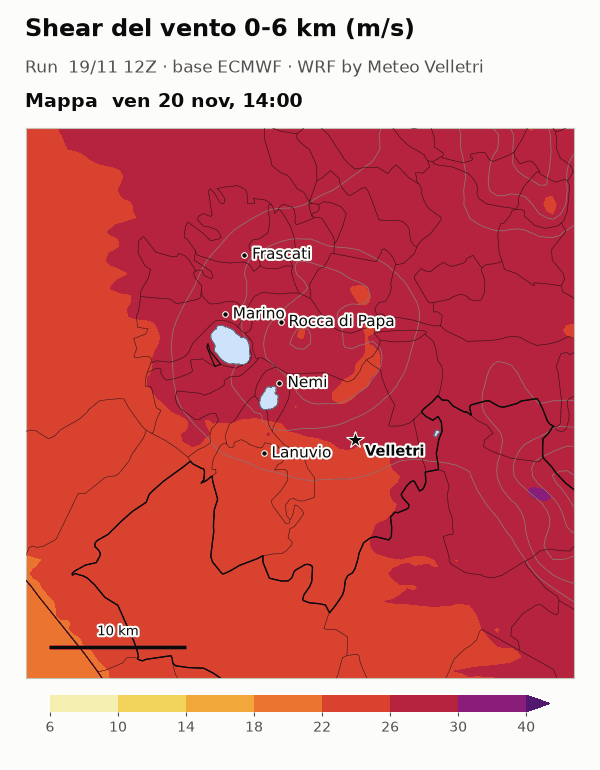 Shear del vento 0-6 km (m/s)
Run  19/11 12Z · base ECMWF · WRF by Meteo Velletri
Mappa  ven 20 nov, 14:00
Frascati
Marino
Rocca di Papa
Nemi
Velletri
Lanuvio
10 km
6 10 14 18 22 26 30 40